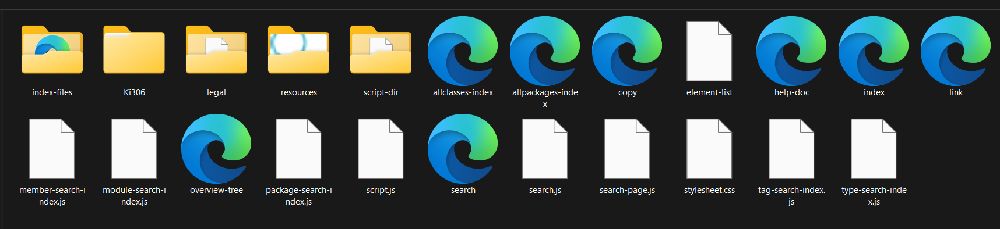 index-files
Ki306
legal
resources
script-dir
allclasses-index
allpackages-inde
x
copy
element-list
help-doc
index
link
member-search-i
ndex.js
module-search-i
ndex.js
overview-tree
package-search-i
ndex.js
script.js
search
search.js
search-page.js
stylesheet.css
tag-search-index.
js
type-search-inde
x.js